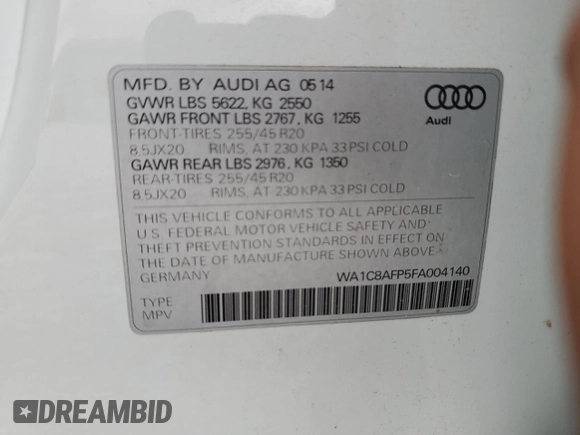 MFD. BY AUDI AG 05 14
GVWR LBS 5622, KG 2550
GAWR FRONT LBS 2767, KG 1255
FRONT-TIRES 255/45 R20
8.5JX20 RIMS, AT 230 KPA 33 PSI COLD
GAWR REAR LBS 2976, KG 1350
REAR-TIRES 255/45 R20
8.5JX20 RIMS, AT 230 KPA 33 PSI COLD
Audi
THIS VEHICLE CONFORMS TO ALL APPLICABLE
U.S. FEDERAL MOTOR VEHICLE SAFETY AND
THEFT PREVENTION STANDARDS IN EFFECT ON
THE DATE OF MANUFACTURE SHOWN ABOVE.
GERMANY WA1C8AFP5FA004140
TYPE
MPV
DREAMBID